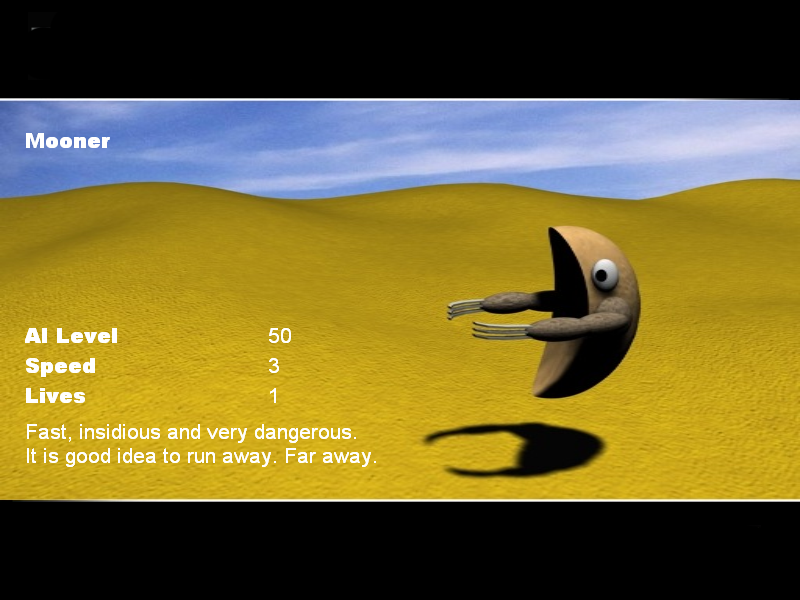 Mooner
AI Level 50
Speed 3
Lives 1
Fast, insidious and very dangerous.
It is good idea to run away. Far away.